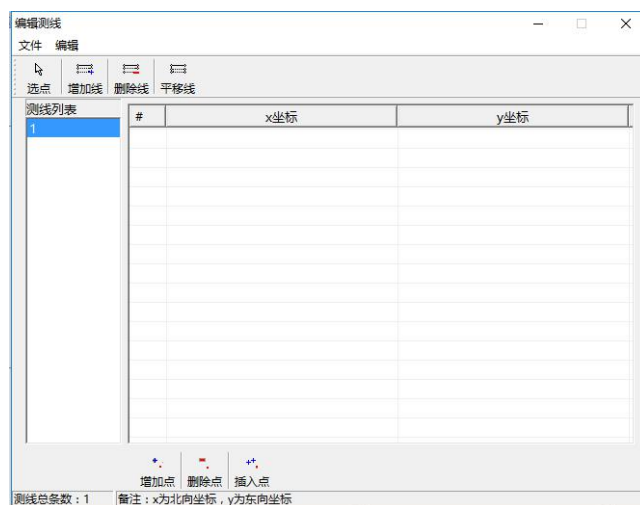 编辑测线
文件 编辑
选点 增加线 删除线 平移线
测线列表
# x坐标 y坐标
1
增加点 删除点 插入点
测线总条数：1 备注：x为北向坐标，y为东向坐标